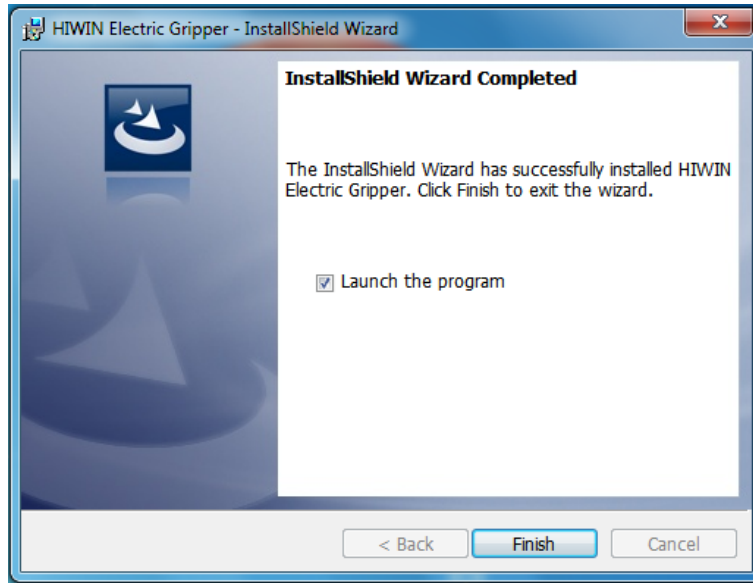 HIWIN Electric Gripper - InstallShield Wizard
InstallShield Wizard Completed
The InstallShield Wizard has successfully installed HIWIN
Electric Gripper. Click Finish to exit the wizard.
Launch the program
< Back
Finish
Cancel